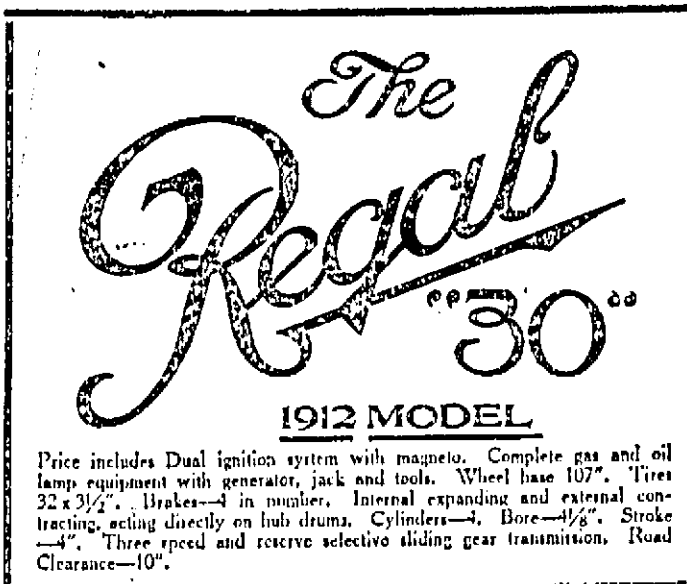 The
Regal
"30"
1912 MODEL
Price includes Dual ignition system with magneto. Complete gas and oil
lamp equipment with generator, jack and tools. Wheel base 107". Tires
32 x 3½". Brakes—4 in number. Internal expanding and external con-
tracting, acting directly on hub drums. Cylinders—4. Bore—4⅛". Stroke
—4". Three speed and reserve selective sliding gear transmission. Road
Clearance—10".